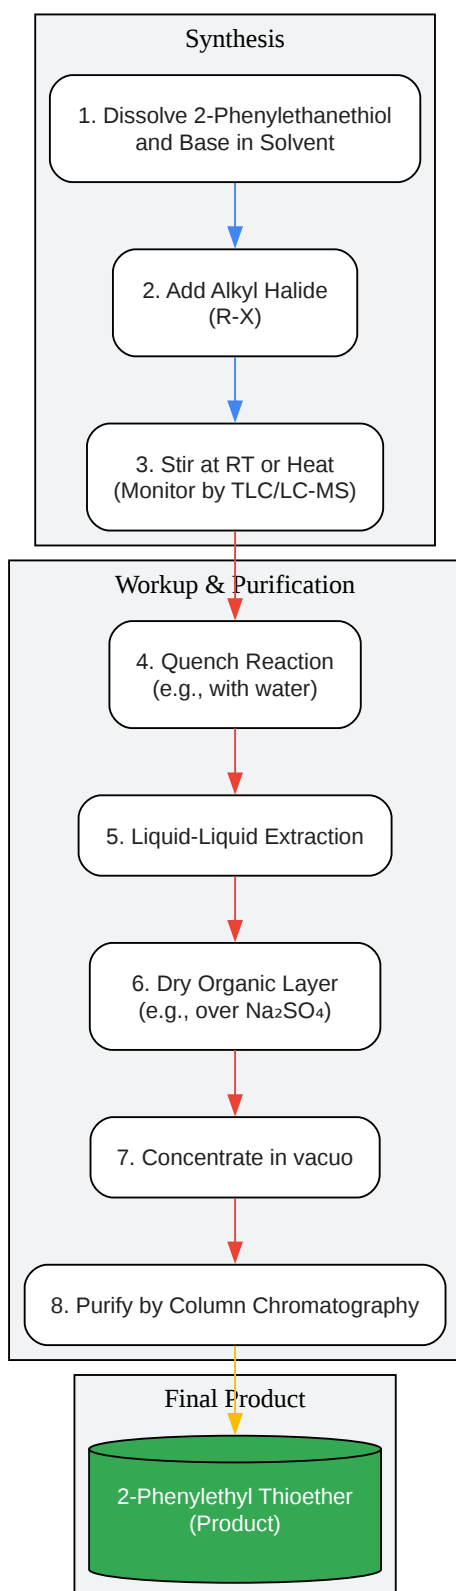 Synthesis
1. Dissolve 2-Phenylethanethiol
and Base in Solvent
2. Add Alkyl Halide
(R-X)
3. Stir at RT or Heat
(Monitor by TLC/LC-MS)
Workup & Purification
4. Quench Reaction
(e.g., with water)
5. Liquid-Liquid Extraction
6. Dry Organic Layer
(e.g., over Na₂SO₄)
7. Concentrate in vacuo
8. Purify by Column Chromatography
Final Product
2-Phenylethyl Thioether
(Product)